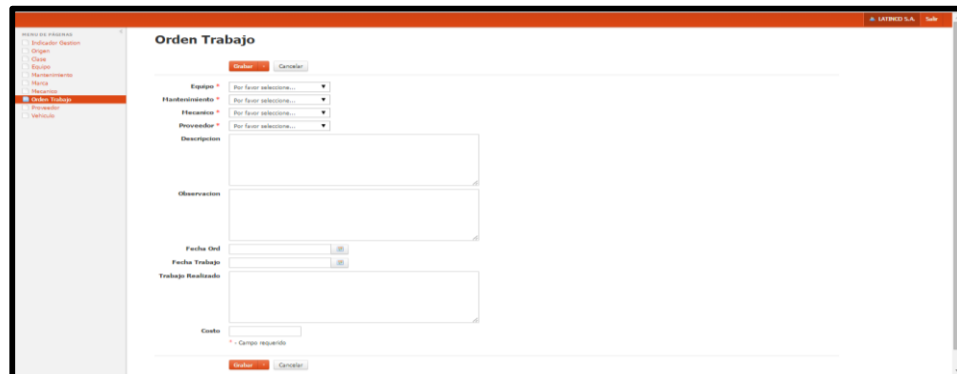 LATINCO S.A. Salir
MENU DE PRUEBAS
Indicador Gestion
Origen
Clase
Equipo
Mantenimiento
Marca
Mecanico
Orden Trabajo
Proveedor
Vehiculo
Orden Trabajo
Grabar Cancelar
Equipo * Por favor seleccione...
Mantenimiento * Por favor seleccione...
Mecanico * Por favor seleccione...
Proveedor * Por favor seleccione...
Descripcion
Observacion
Fecha Ord
Fecha Trabajo
Trabajo Realizado
Costo
* - Campo requerido
Grabar Cancelar